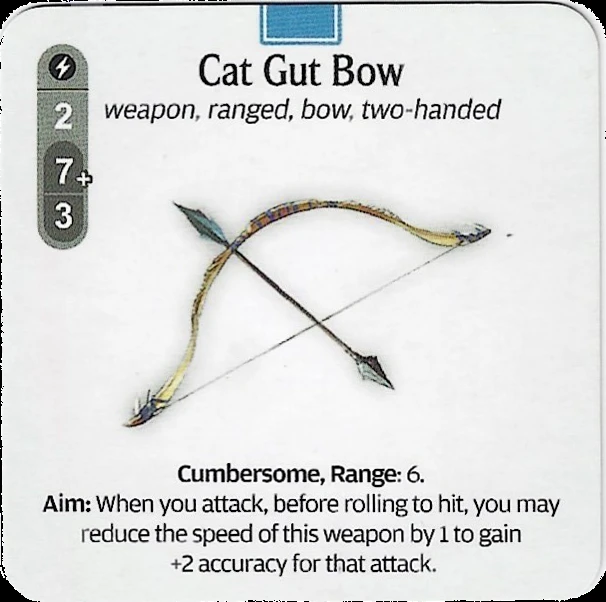 Cat Gut Bow
weapon, ranged, bow, two-handed
2
7+
3
Cumbersome, Range: 6.
Aim: When you attack, before rolling to hit, you may
reduce the speed of this weapon by 1 to gain
+2 accuracy for that attack.